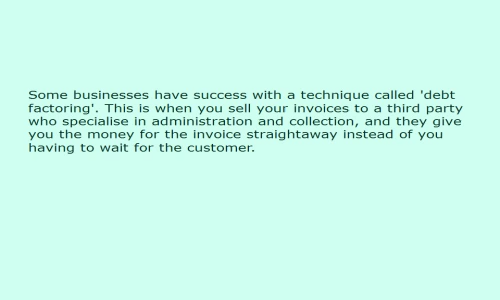 Some businesses have success with a technique called 'debt
factoring'. This is when you sell your invoices to a third party
who specialise in administration and collection, and they give
you the money for the invoice straightaway instead of you
having to wait for the customer.